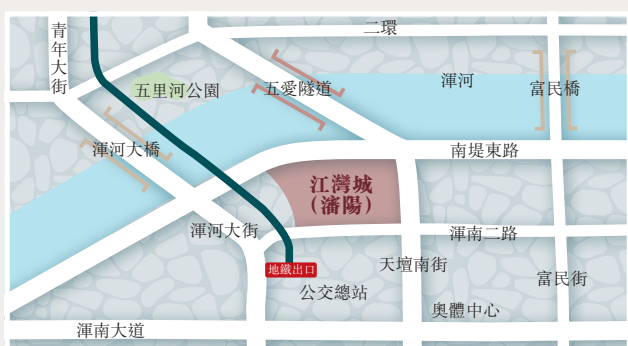 二環
青年大街
五里河公園
五愛隧道
渾河
富民橋
渾河大橋
南堤東路
江灣城
(瀋陽)
渾河大街
渾南二路
地鐵出口
天壇南街
公交總站
富民街
奧體中心
渾南大道